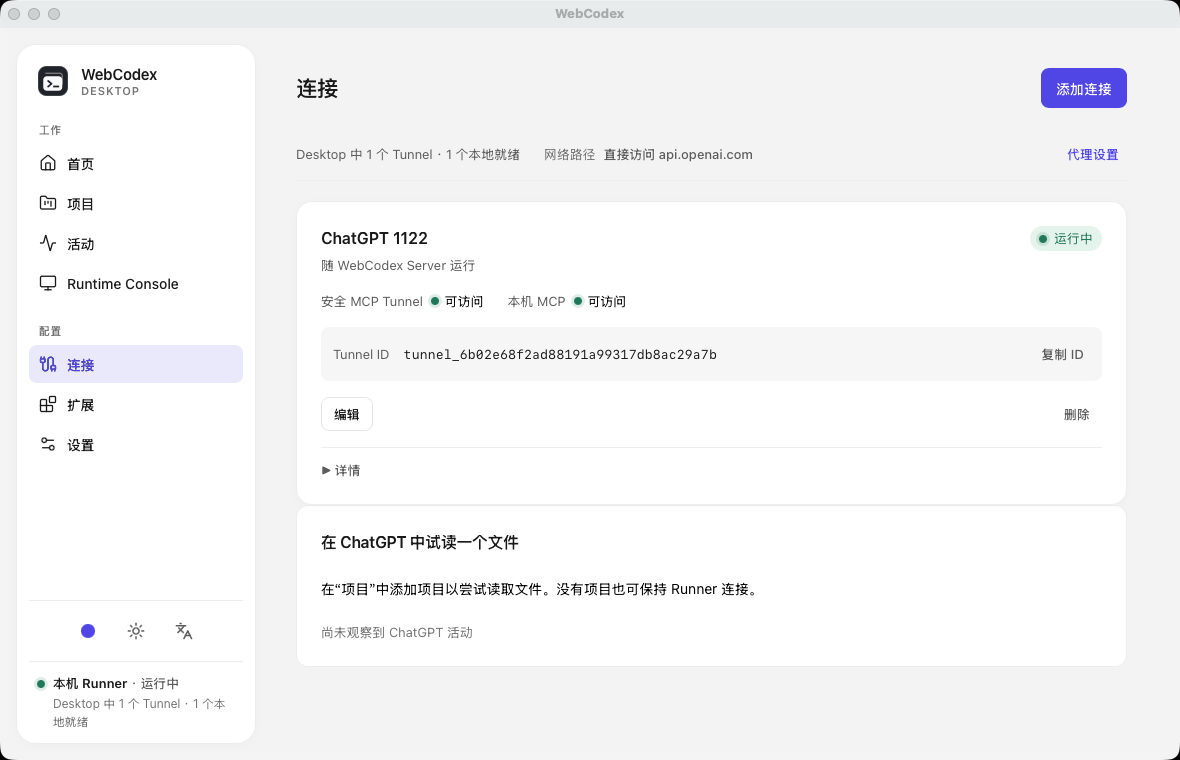 WebCodex
WebCodex
DESKTOP
工作
首页
项目
活动
Runtime Console
配置
连接
扩展
设置
本机 Runner · 运行中
Desktop 中 1 个 Tunnel · 1 个本
地就绪
连接
添加连接
Desktop 中 1 个 Tunnel · 1 个本地就绪 网络路径 直接访问 api.openai.com 代理设置
ChatGPT 1122 运行中
随 WebCodex Server 运行
安全 MCP Tunnel 可访问 本机 MCP 可访问
Tunnel ID tunnel_6b02e68f2ad88191a99317db8ac29a7b 复制 ID
编辑 删除
详情
在 ChatGPT 中试读一个文件
在“项目”中添加项目以尝试读取文件。没有项目也可保持 Runner 连接。
尚未观察到 ChatGPT 活动